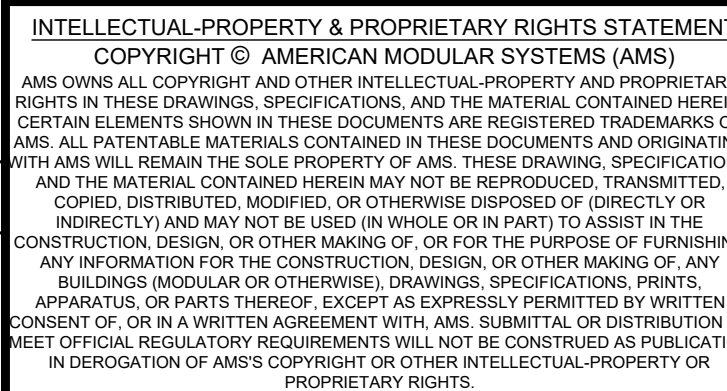 INTELLECTUAL-PROPERTY & PROPRIETARY RIGHTS STATEMENT
COPYRIGHT © AMERICAN MODULAR SYSTEMS (AMS)
AMS OWNS ALL COPYRIGHT AND OTHER INTELLECTUAL-PROPERTY AND PROPRIETAR
RIGHTS IN THESE DRAWINGS, SPECIFICATIONS, AND THE MATERIAL CONTAINED HEREI
CERTAIN ELEMENTS SHOWN IN THESE DOCUMENTS ARE REGISTERED TRADEMARKS O
AMS. ALL PATENTABLE MATERIALS CONTAINED IN THESE DOCUMENTS AND ORIGINATIN
WITH AMS WILL REMAIN THE SOLE PROPERTY OF AMS. THESE DRAWING, SPECIFICATIO
AND THE MATERIAL CONTAINED HEREIN MAY NOT BE REPRODUCED, TRANSMITTED,
COPIED, DISTRIBUTED, MODIFIED, OR OTHERWISE DISPOSED OF (DIRECTLY OR
INDIRECTLY) AND MAY NOT BE USED (IN WHOLE OR IN PART) TO ASSIST IN THE
CONSTRUCTION, DESIGN, OR OTHER MAKING OF, OR FOR THE PURPOSE OF FURNISHIN
ANY INFORMATION FOR THE CONSTRUCTION, DESIGN, OR OTHER MAKING OF, ANY
BUILDINGS (MODULAR OR OTHERWISE), DRAWINGS, SPECIFICATIONS, PRINTS,
APPARATUS, OR PARTS THEREOF, EXCEPT AS EXPRESSLY PERMITTED BY WRITTEN
CONSENT OF, OR IN A WRITTEN AGREEMENT WITH, AMS. SUBMITTAL OR DISTRIBUTION
MEET OFFICIAL REGULATORY REQUIREMENTS WILL NOT BE CONSTRUED AS PUBLICATI
IN DEROGATION OF AMS'S COPYRIGHT OR OTHER INTELLECTUAL-PROPERTY OR
PROPRIETARY RIGHTS.